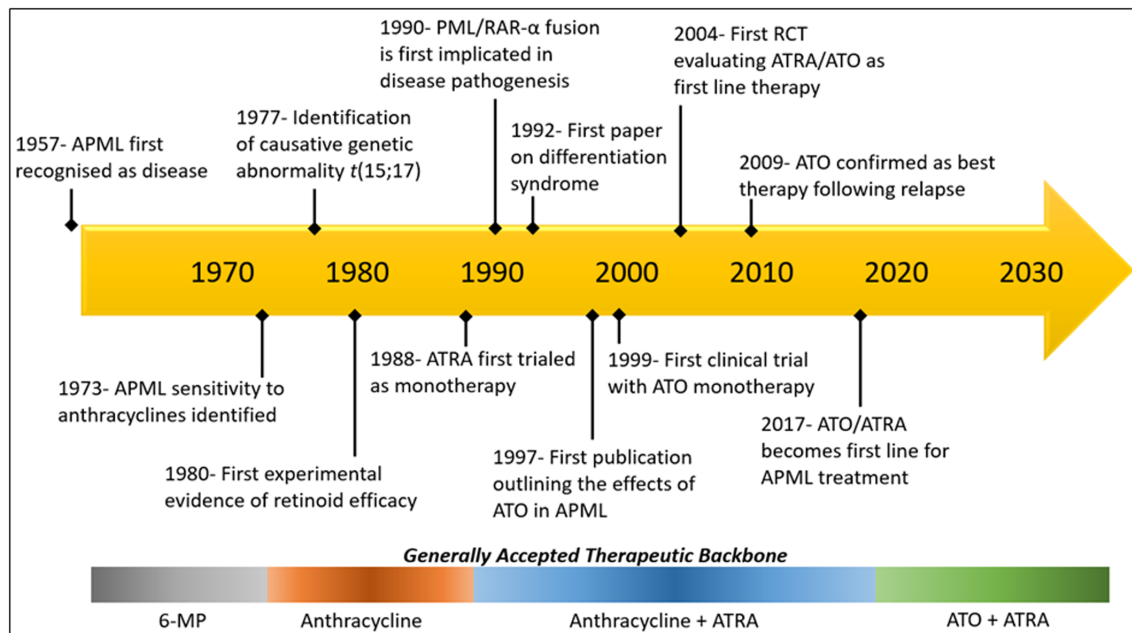 1957- APML first
recognised as disease
1977- Identification
of causative genetic
abnormality t(15;17)
1990- PML/RAR-α fusion
is first implicated in
disease pathogenesis
1992- First paper
on differentiation
syndrome
2004- First RCT
evaluating ATRA/ATO as
first line therapy
2009- ATO confirmed as best
therapy following relapse
1970 1980 1990 2000 2010 2020 2030
1973- APML sensitivity to
anthracyclines identified
1980- First experimental
evidence of retinoid efficacy
1988- ATRA first trialed
as monotherapy
1997- First publication
outlining the effects of
ATO in APML
1999- First clinical trial
with ATO monotherapy
2017- ATO/ATRA
becomes first line for
APML treatment
Generally Accepted Therapeutic Backbone
6-MP Anthracycline Anthracycline + ATRA ATO + ATRA